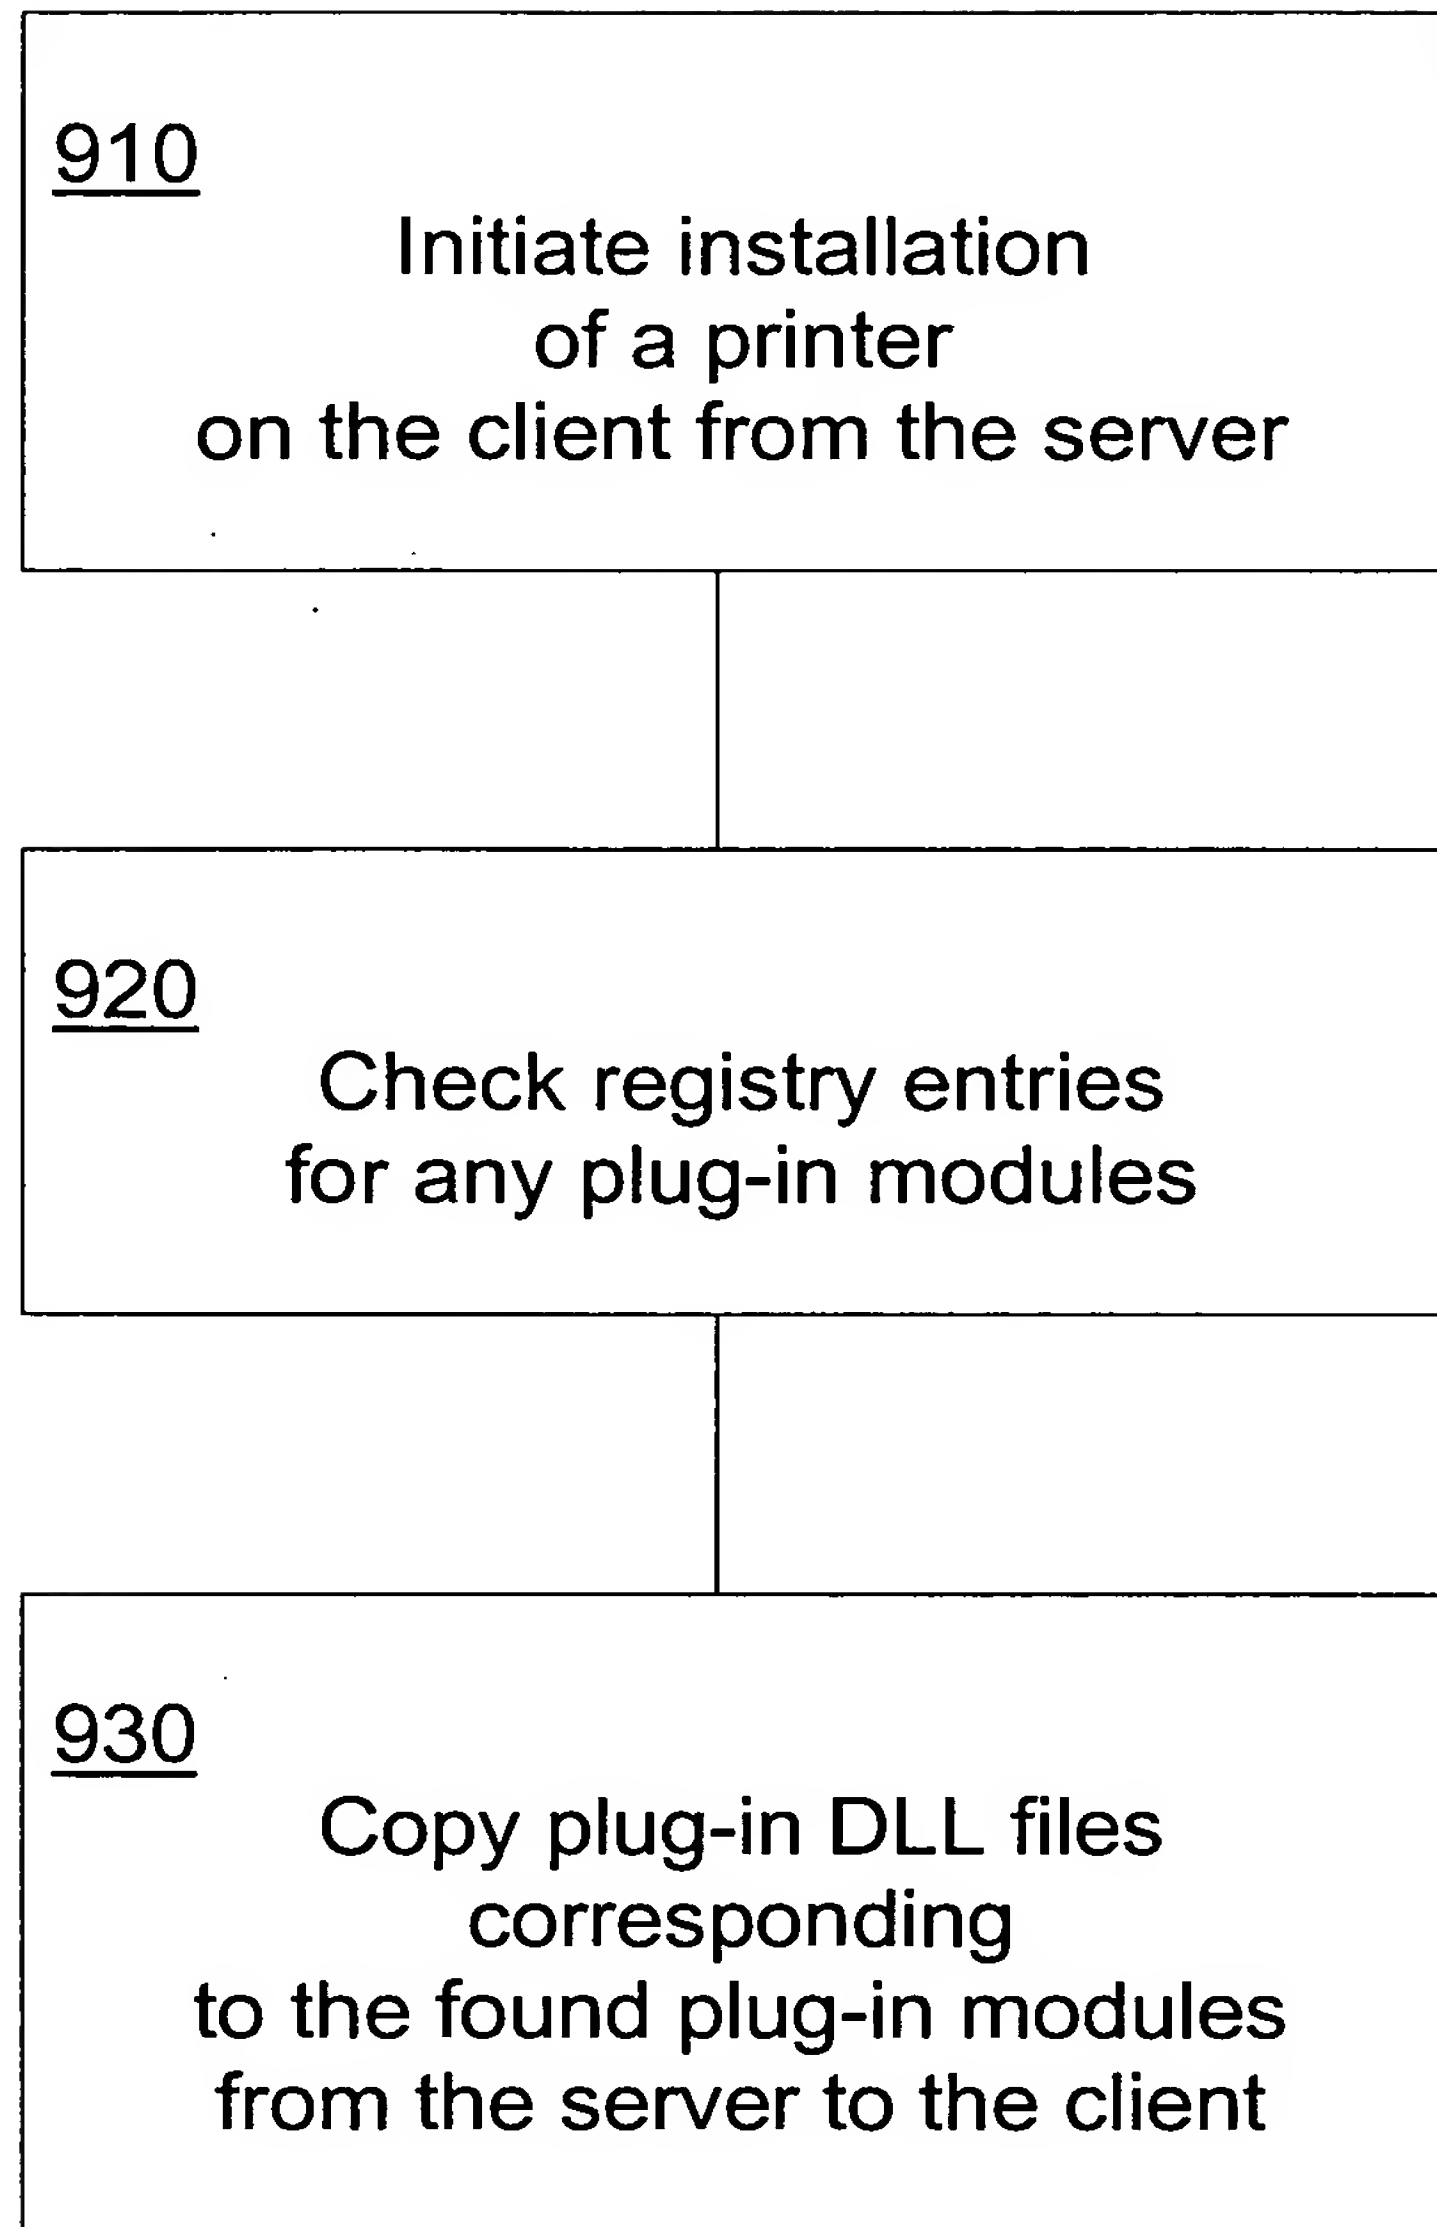 910
Initiate installation
of a printer
on the client from the server
920
Check registry entries
for any plug-in modules
930
Copy plug-in DLL files
corresponding
to the found plug-in modules
from the server to the client